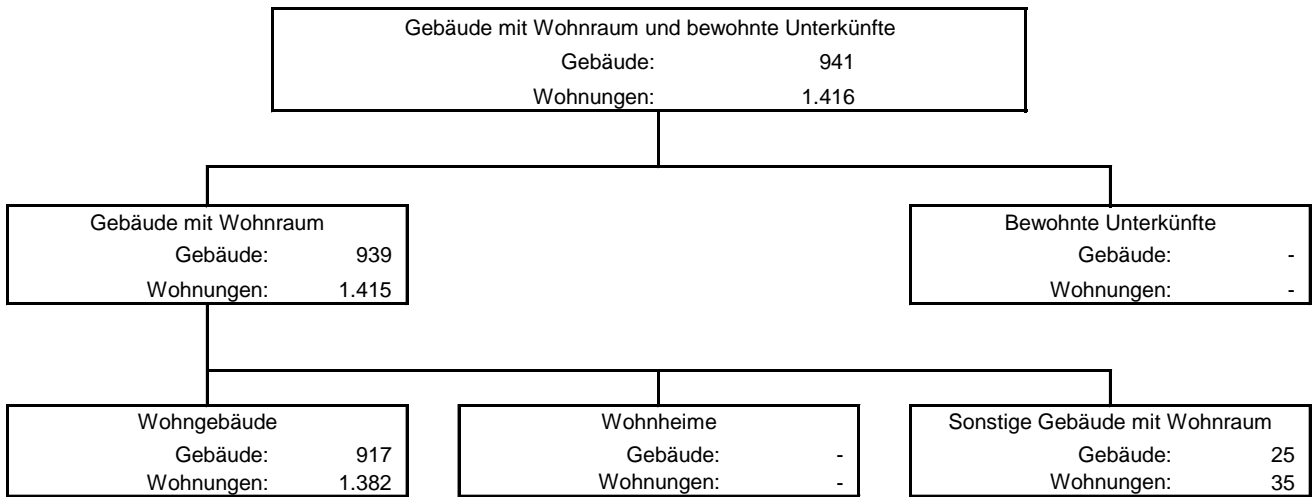 Gebäude mit Wohnraum und bewohnte Unterkünfte
Gebäude: 941
Wohnungen: 1.416
Gebäude mit Wohnraum
Gebäude: 939
Wohnungen: 1.415
Bewohnte Unterkünfte
Gebäude: -
Wohnungen: -
Wohngebäude
Gebäude: 917
Wohnungen: 1.382
Wohnheime
Gebäude: -
Wohnungen: -
Sonstige Gebäude mit Wohnraum
Gebäude: 25
Wohnungen: 35